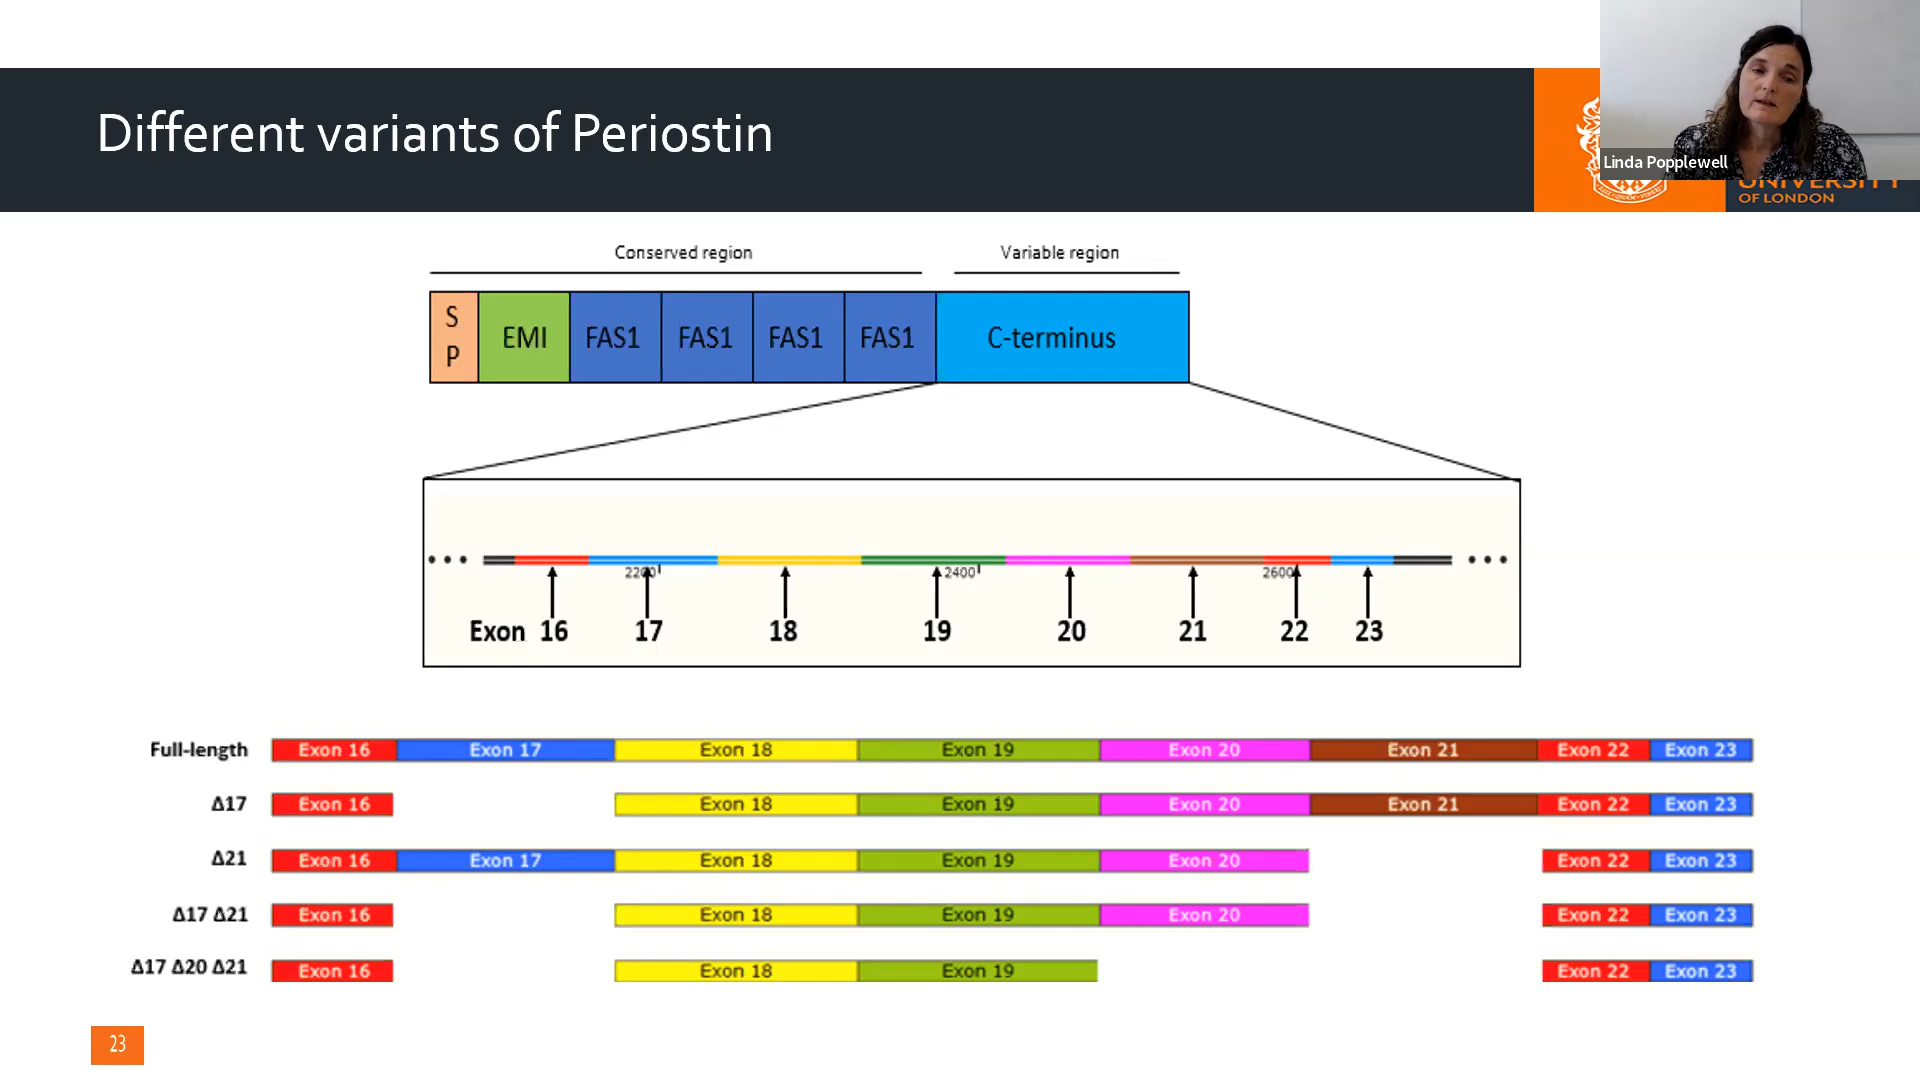 Different variants of Periostin
Linda Popplewell
OF LONDON
Conserved region
Variable region
S
P
EMI
FAS1
FAS1
FAS1
FAS1
C-terminus
2200
2400
2600
Exon 16 17 18 19 20 21 22 23
Full-length Exon 16 Exon 17 Exon 18 Exon 19 Exon 20 Exon 21 Exon 22 Exon 23
Δ17 Exon 16 Exon 18 Exon 19 Exon 20 Exon 21 Exon 22 Exon 23
Δ21 Exon 16 Exon 17 Exon 18 Exon 19 Exon 20 Exon 22 Exon 23
Δ17 Δ21 Exon 16 Exon 18 Exon 19 Exon 20 Exon 22 Exon 23
Δ17 Δ20 Δ21 Exon 16 Exon 18 Exon 19 Exon 22 Exon 23
23